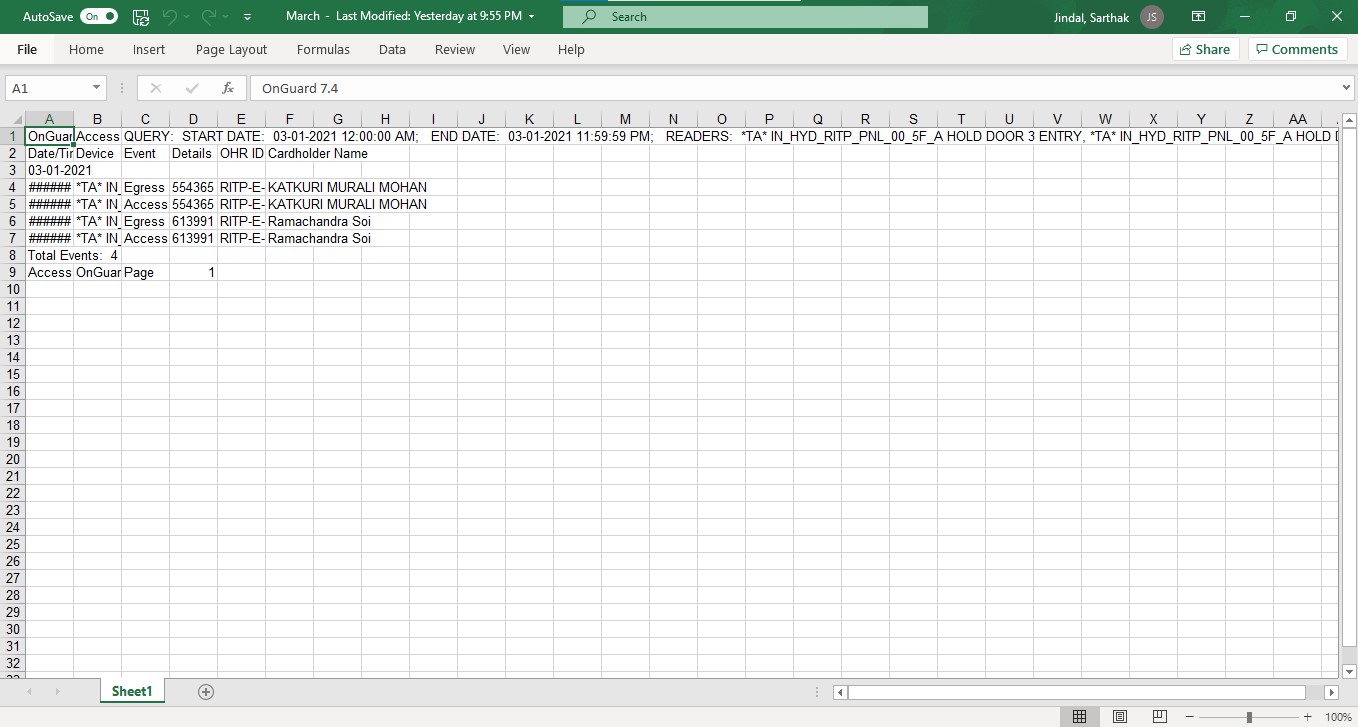 AutoSave On March - Last Modified: Yesterday at 9:55 PM Search Jindal, Sarthak JS
File Home Insert Page Layout Formulas Data Review View Help Share Comments
A1 fx OnGuard 7.4
A B C D E F G H I J K L M N O P Q R S T U V W X Y Z AA
1 OnGuar Access QUERY: START DATE: 03-01-2021 12:00:00 AM; END DATE: 03-01-2021 11:59:59 PM; READERS: *TA* IN_HYD_RITP_PNL_00_5F_A HOLD DOOR 3 ENTRY, *TA* IN_HYD_RITP_PNL_00_5F_A HOLD D
2 Date/Tir Device Event Details OHR ID Cardholder Name
3 03-01-2021
4 ###### *TA* IN_ Egress 554365 RITP-E- KATKURI MURALI MOHAN
5 ###### *TA* IN_ Access 554365 RITP-E- KATKURI MURALI MOHAN
6 ###### *TA* IN_ Egress 613991 RITP-E- Ramachandra Soi
7 ###### *TA* IN_ Access 613991 RITP-E- Ramachandra Soi
8 Total Events: 4
9 Access OnGuar Page 1
10
11
12
13
14
15
16
17
18
19
20
21
22
23
24
25
26
27
28
29
30
31
32
Sheet1
100%